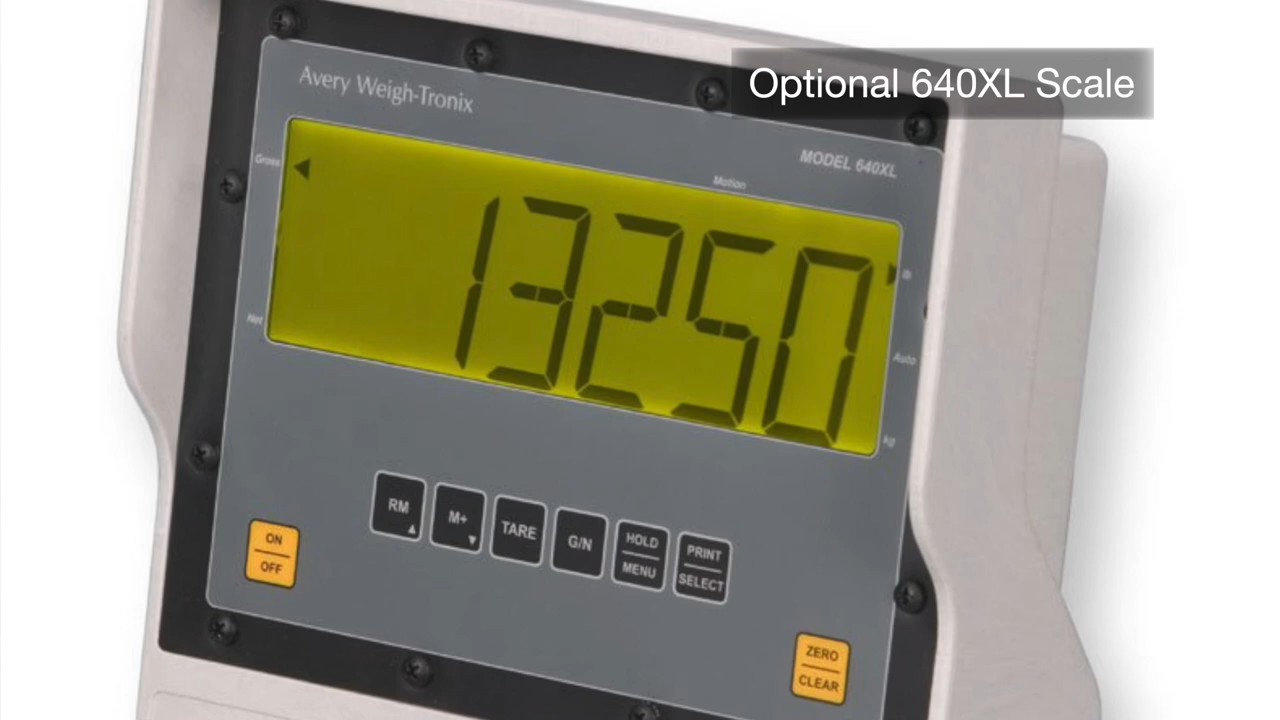 Optional 640XL Scale
Avery Weigh-Tronix
MODEL 640XL
Gross
Motion
13250
lb
Net
Auto
kg
RM
M+
TARE
G/N
HOLD
MENU
PRINT
SELECT
ON
OFF
ZERO
CLEAR